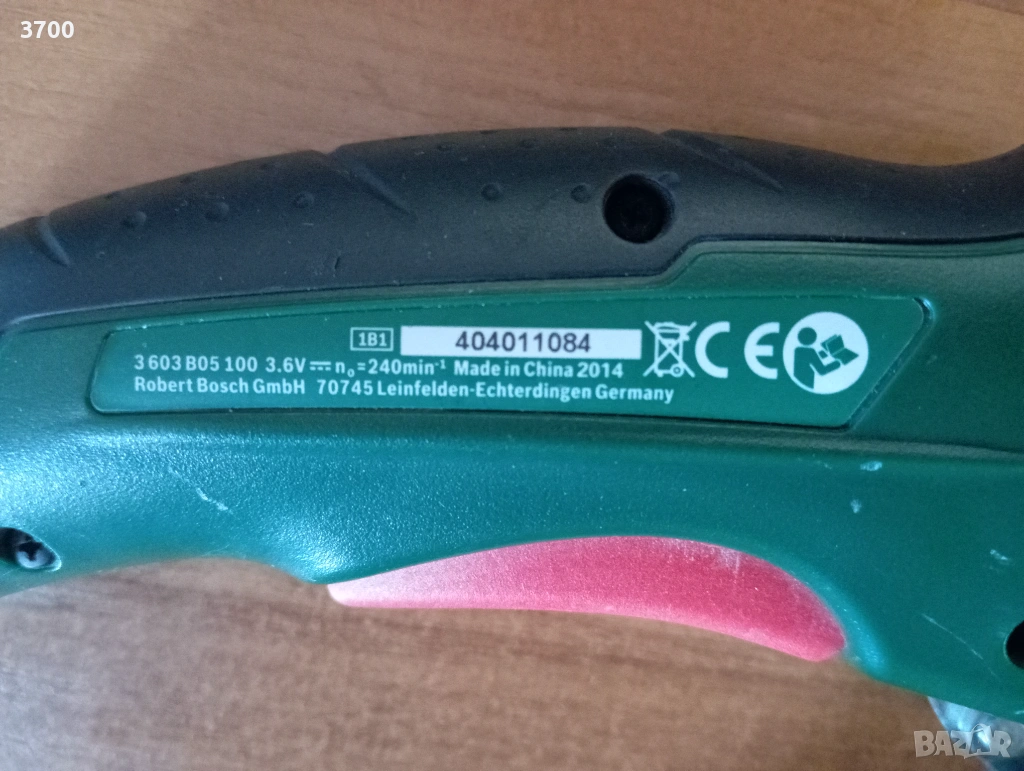 3700
1B1 404011084
3 603 B05 100 3.6V ⎓ n₀=240min⁻¹ Made in China 2014
Robert Bosch GmbH 70745 Leinfelden-Echterdingen Germany
CE
BAZAR